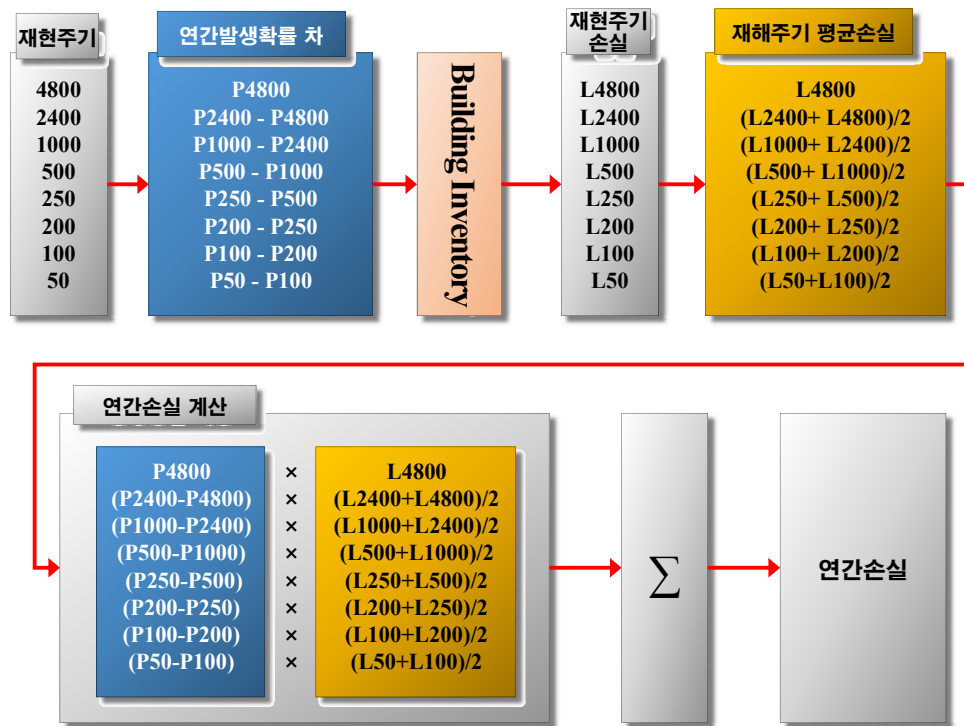 재현주기
4800
2400
1000
500
250
200
100
50
연간발생확률 차
P4800
P2400 - P4800
P1000 - P2400
P500 - P1000
P250 - P500
P200 - P250
P100 - P200
P50 - P100
Building Inventory
재현주기
손실
L4800
L2400
L1000
L500
L250
L200
L100
L50
재해주기 평균손실
L4800
(L2400+ L4800)/2
(L1000+ L2400)/2
(L500+ L1000)/2
(L250+ L500)/2
(L200+ L250)/2
(L100+ L200)/2
(L50+L100)/2
연간손실 계산
P4800 × L4800
(P2400-P4800) × (L2400+L4800)/2
(P1000-P2400) × (L1000+L2400)/2
(P500-P1000) × (L500+L1000)/2
(P250-P500) × (L250+L500)/2
(P200-P250) × (L200+L250)/2
(P100-P200) × (L100+L200)/2
(P50-P100) × (L50+L100)/2
∑
연간손실